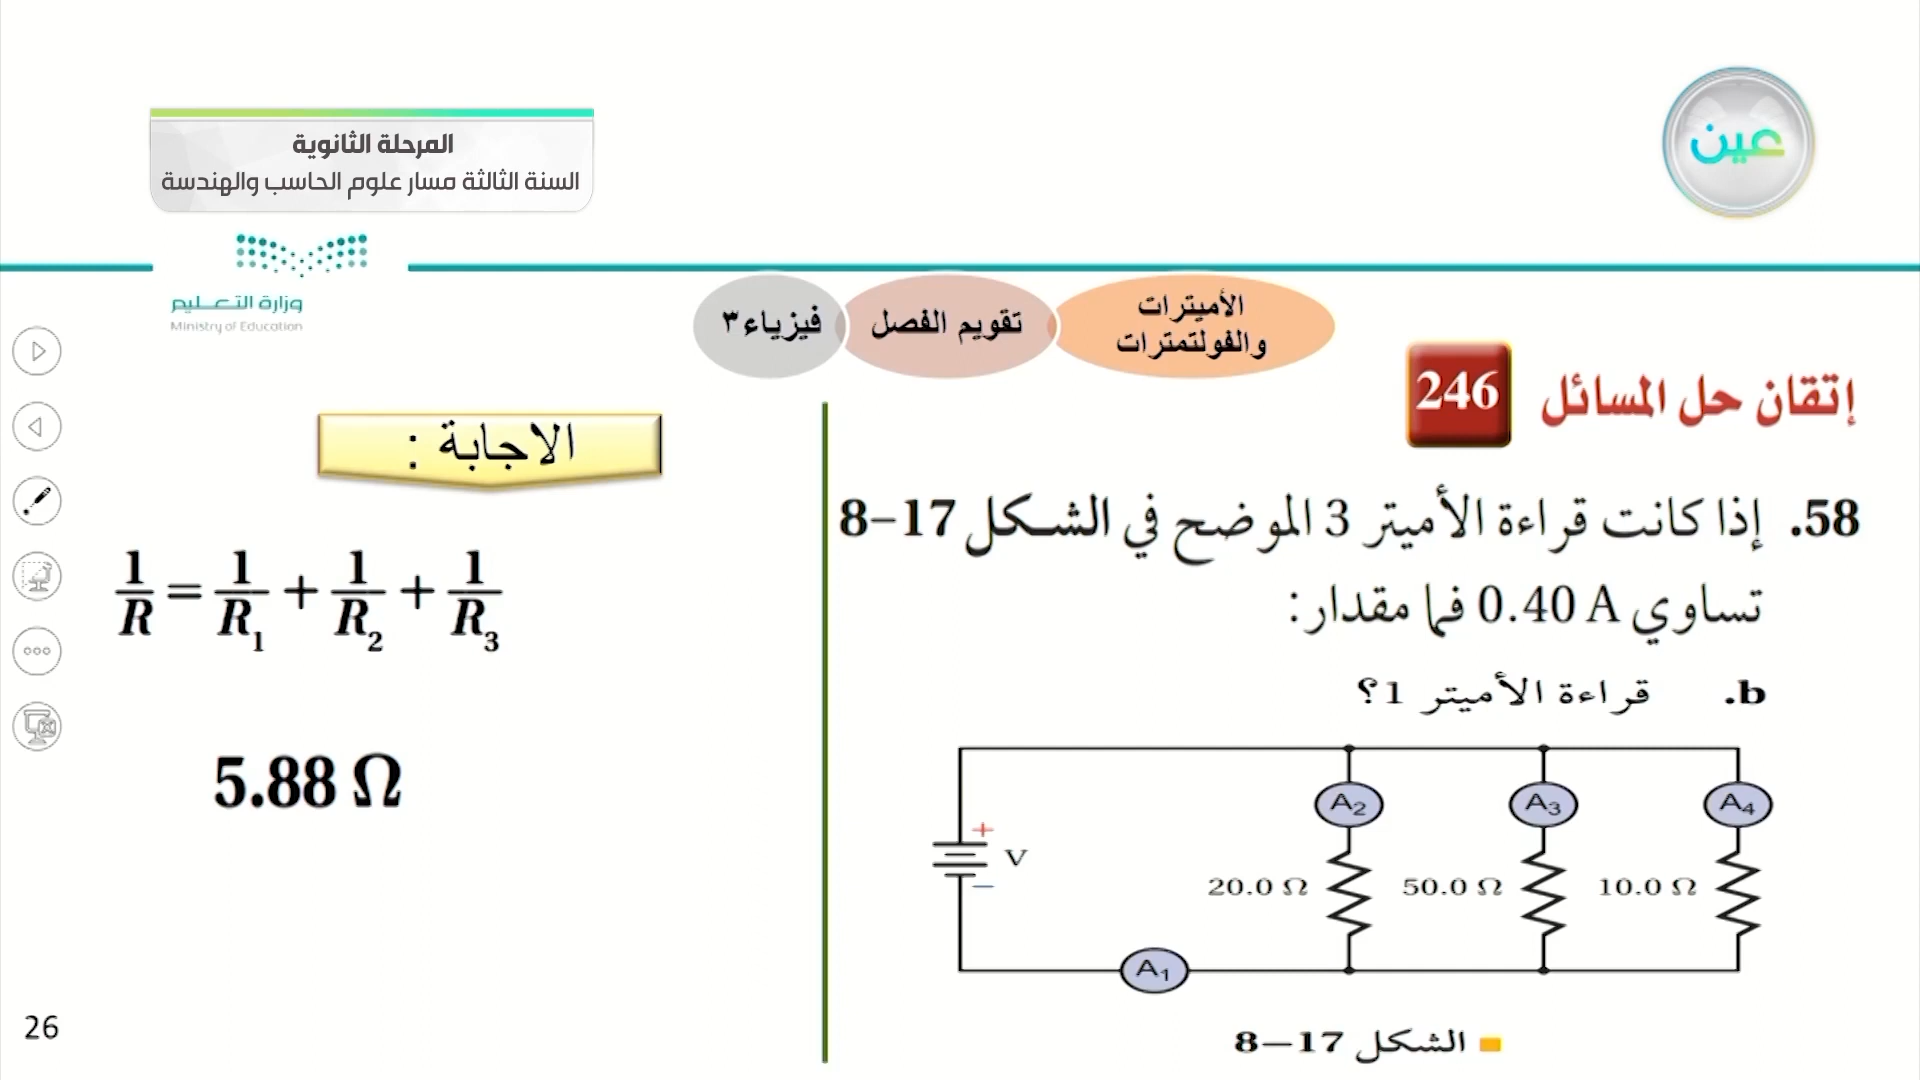 المرحلة الثانوية
السنة الثالثة مسار علوم الحاسب والهندسة
عين
وزارة التعليم
Ministry of Education
الأميترات
والفولتمترات
تقويم الفصل
فيزياء٣
إتقان حل المسائل
246
58. إذا كانت قراءة الأميتر 3 الموضح في الشكل 17-8
تساوي 0.40 A فما مقدار:
b. قراءة الأميتر 1؟
A2
A3
A4
+
V
−
20.0 Ω
50.0 Ω
10.0 Ω
A1
الشكل 17-8
الاجابة :
1/R = 1/R1 + 1/R2 + 1/R3
5.88 Ω
26